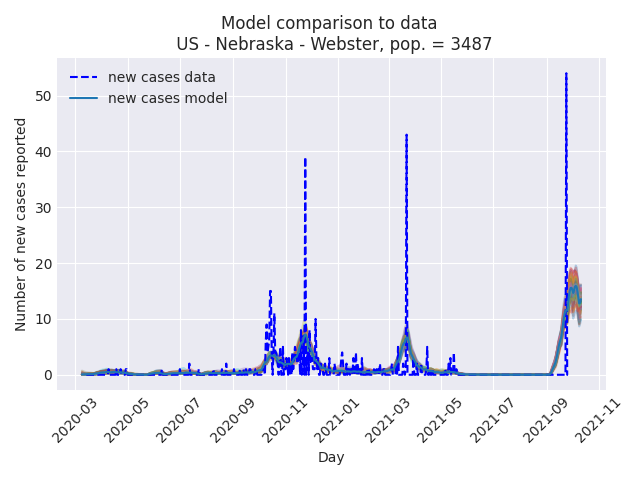 Model comparison to data
US - Nebraska - Webster, pop. = 3487
new cases data
new cases model
Number of new cases reported
50
40
30
20
10
0
2020-03
2020-05
2020-07
2020-09
2020-11
2021-01
2021-03
2021-05
2021-07
2021-09
2021-11
Day